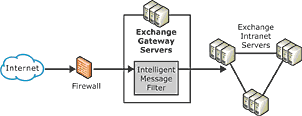 Exchange
Gateway
Servers
Exchange
Intranet
Servers
Internet
Firewall
Intelligent
Message
Filter